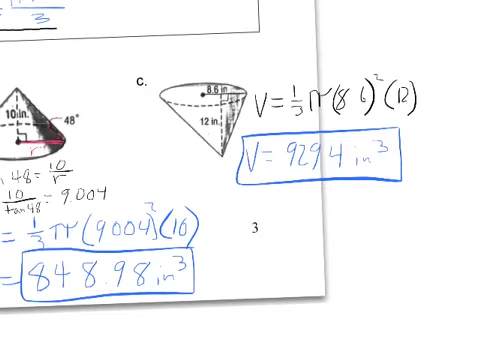 3
C.
8.6 in
V = 1/3 π(8 6)² (12)
10 in.
48°
12 in.
r
V = 929 4 in³
48 = 10/r
10/tan 48 = 9.004
= 1/3 π (9 004)² (10)
3
= 848.98 in³